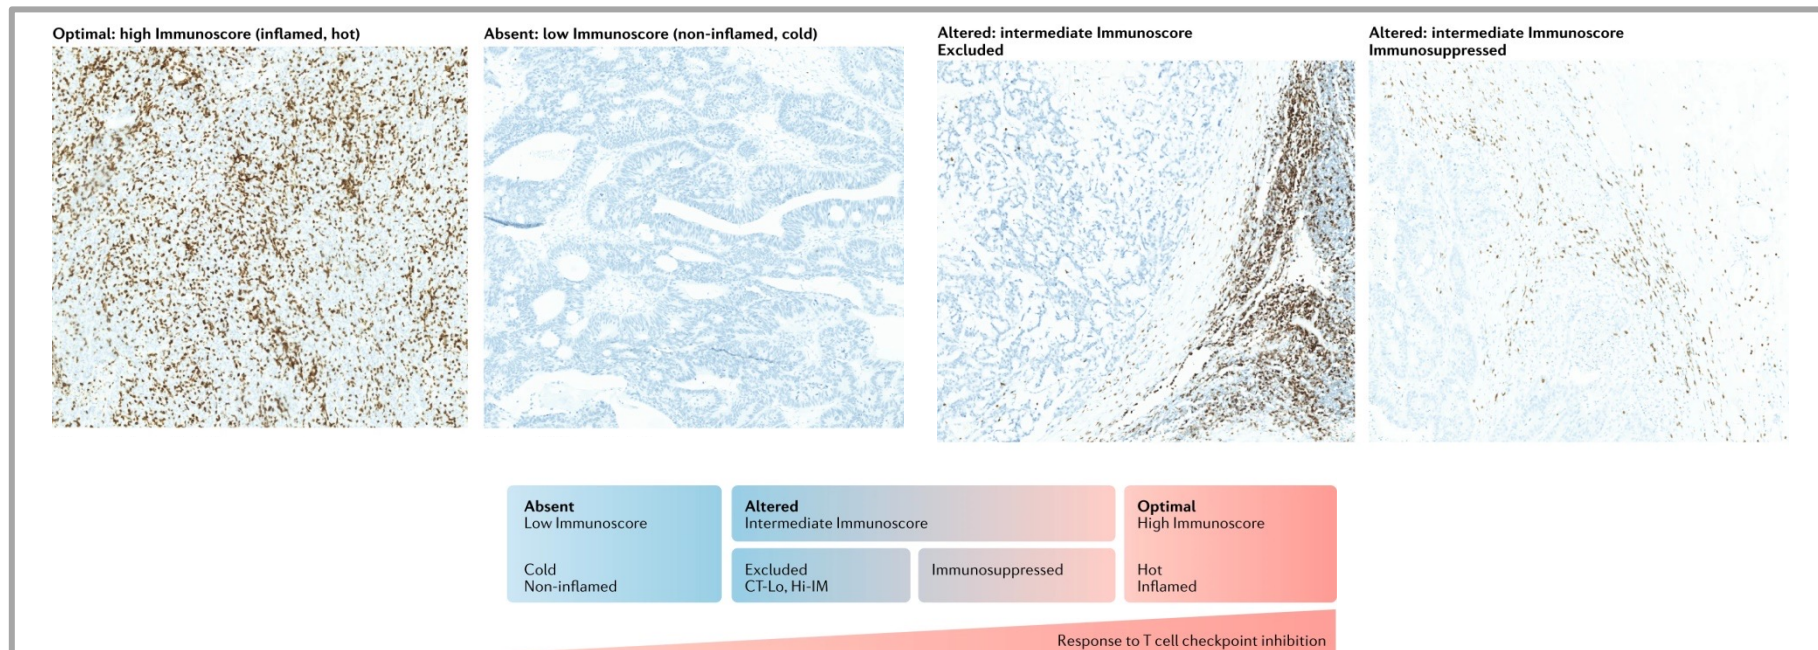 Optimal: high Immunoscore (inflamed, hot)
Absent: low Immunoscore (non-inflamed, cold)
Altered: intermediate Immunoscore
Excluded
Altered: intermediate Immunoscore
Immunosuppressed
Absent
Low Immunoscore
Cold
Non-inflamed
Altered
Intermediate Immunoscore
Excluded
CT-Lo, Hi-IM
Immunosuppressed
Optimal
High Immunoscore
Hot
Inflamed
Response to T cell checkpoint inhibition